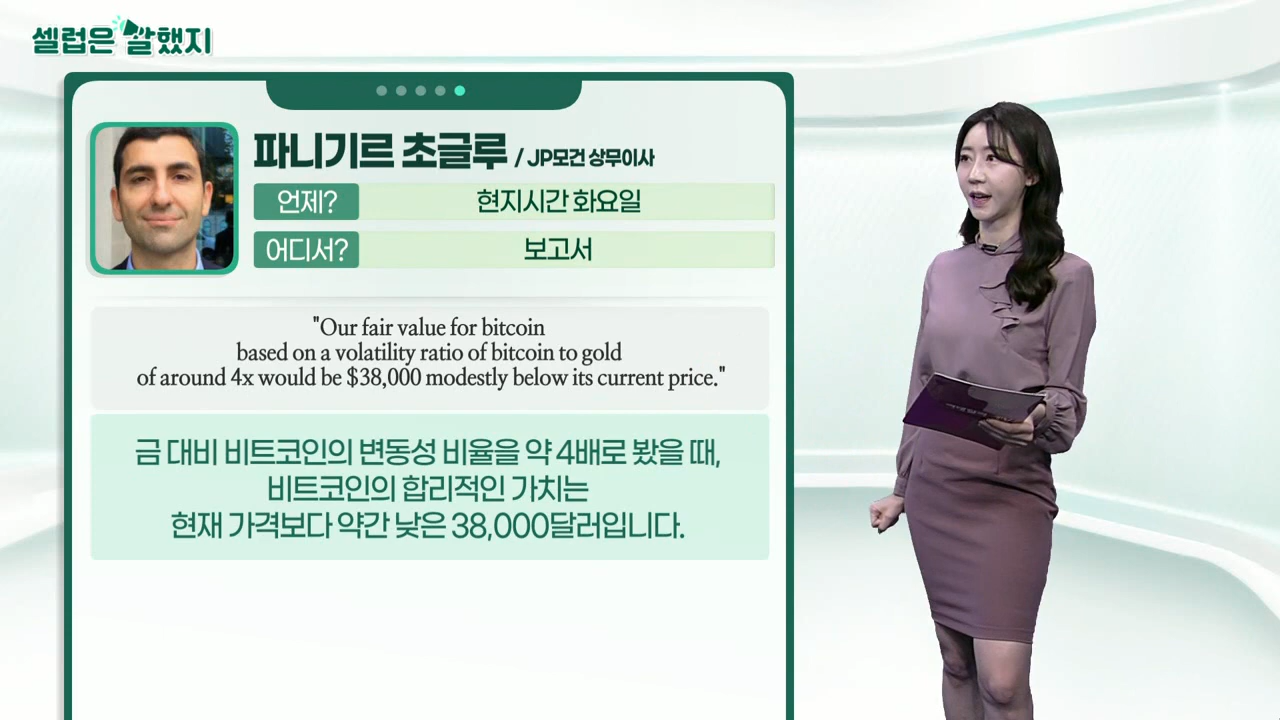 셀럽은 말했지
파니기르 초글루 / JP모건 상무이사
언제? 현지시간 화요일
어디서? 보고서
"Our fair value for bitcoin
based on a volatility ratio of bitcoin to gold
of around 4x would be $38,000 modestly below its current price."
금 대비 비트코인의 변동성 비율을 약 4배로 봤을 때,
비트코인의 합리적인 가치는
현재 가격보다 약간 낮은 38,000달러입니다.